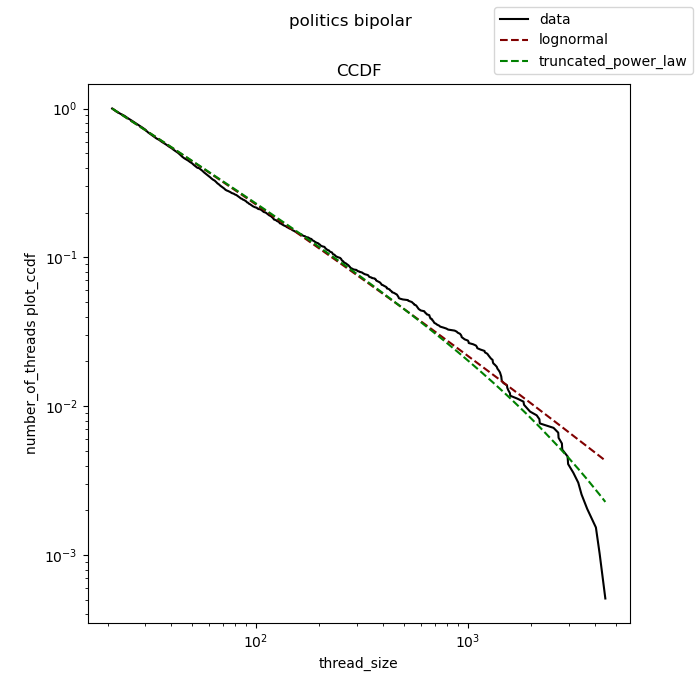 politics bipolar
data
lognormal
truncated_power_law
CCDF
10⁰
10⁻¹
10⁻²
10⁻³
number_of_threads plot_ccdf
10²
10³
thread_size